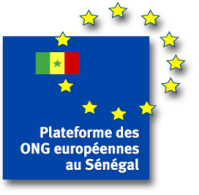 Plateforme des
ONG européennes
au Sénégal